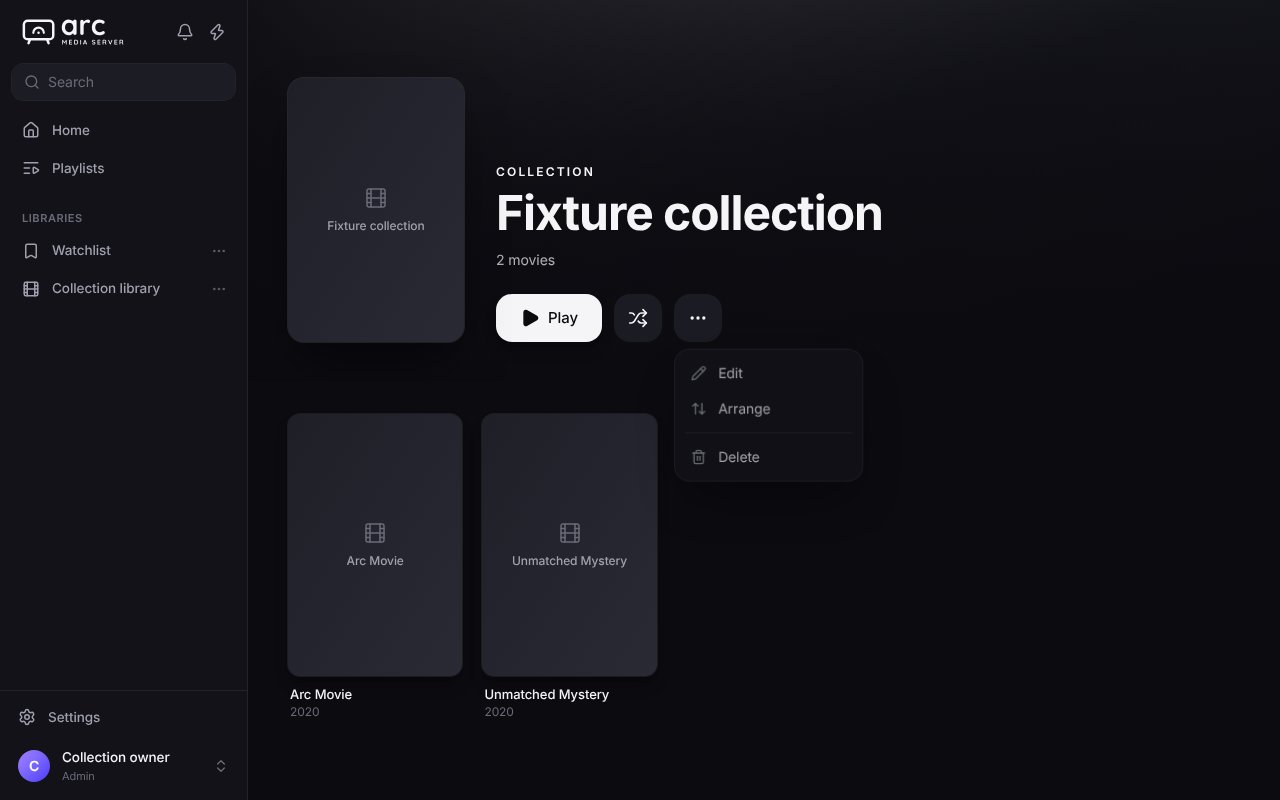 arc
MEDIA SERVER
Search
Home
Playlists
LIBRARIES
Watchlist
Collection library
Settings
C
Collection owner
Admin
Fixture collection
COLLECTION
Fixture collection
2 movies
Play
Edit
Arrange
Delete
Arc Movie
Unmatched Mystery
Arc Movie
2020
Unmatched Mystery
2020